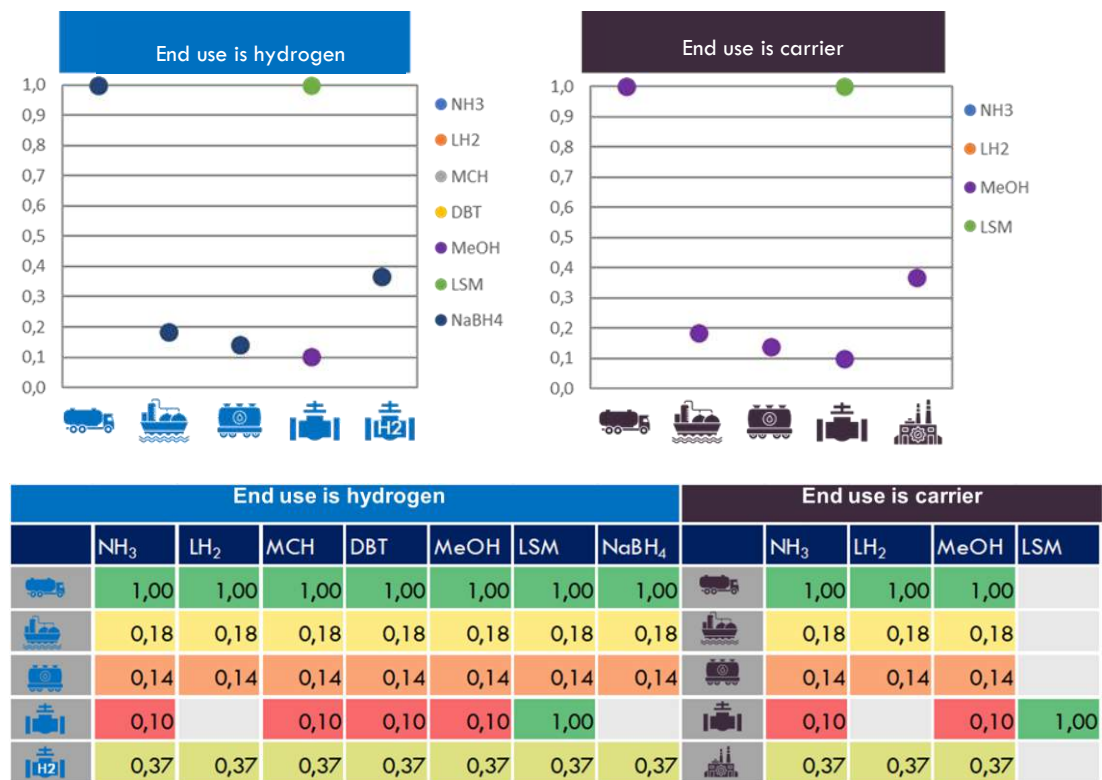 End use is hydrogen
1,0
0,9
0,8
0,7
0,6
0,5
0,4
0,3
0,2
0,1
0,0
NH3
LH2
MCH
DBT
MeOH
LSM
NaBH4
H2
End use is carrier
1,0
0,9
0,8
0,7
0,6
0,5
0,4
0,3
0,2
0,1
0,0
NH3
LH2
MeOH
LSM
End use is hydrogen End use is carrier
NH₃ LH₂ MCH DBT MeOH LSM NaBH₄ NH₃ LH₂ MeOH LSM
1,00 1,00 1,00 1,00 1,00 1,00 1,00 1,00 1,00 1,00
0,18 0,18 0,18 0,18 0,18 0,18 0,18 0,18 0,18 0,18
0,14 0,14 0,14 0,14 0,14 0,14 0,14 0,14 0,14 0,14
0,10 0,10 0,10 0,10 1,00 0,10 0,10 1,00
H2 0,37 0,37 0,37 0,37 0,37 0,37 0,37 0,37 0,37 0,37